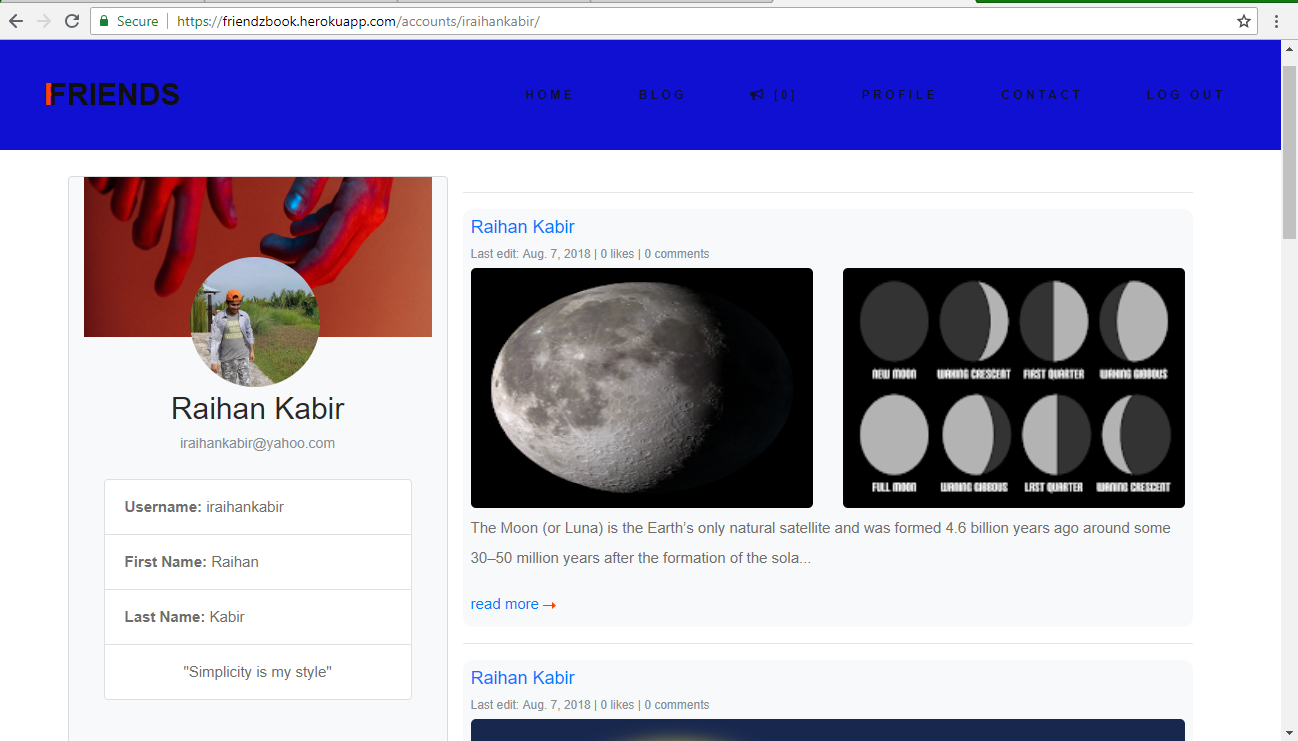 Secure https://friendzbook.herokuapp.com/accounts/iraihankabir/
IFRIENDS
HOME BLOG [0] PROFILE CONTACT LOG OUT
Raihan Kabir
iraihankabir@yahoo.com
Username: iraihankabir
First Name: Raihan
Last Name: Kabir
"Simplicity is my style"
Raihan Kabir
Last edit: Aug. 7, 2018 | 0 likes | 0 comments
NEW MOON WAXING CRESCENT FIRST QUARTER WAXING GIBBOUS
FULL MOON WANING GIBBOUS LAST QUARTER WANING CRESCENT
The Moon (or Luna) is the Earth’s only natural satellite and was formed 4.6 billion years ago around some
30–50 million years after the formation of the sola...
read more
Raihan Kabir
Last edit: Aug. 7, 2018 | 0 likes | 0 comments